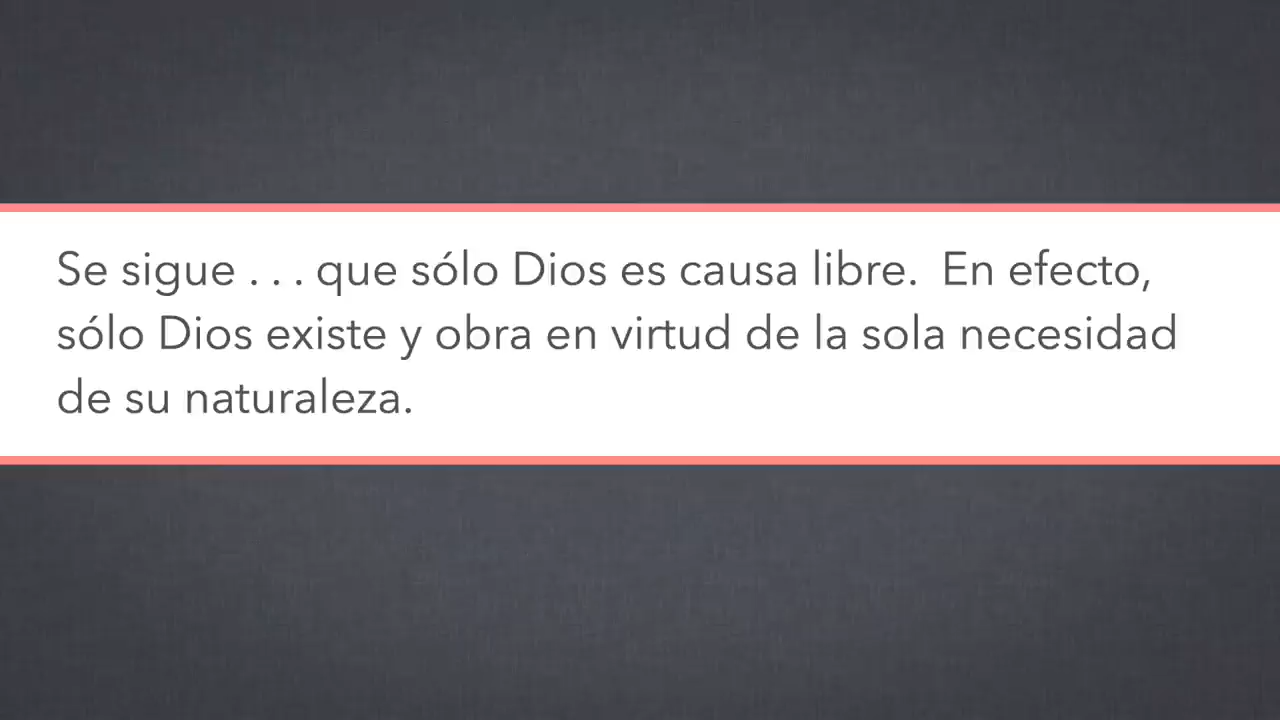 Se sigue . . . que sólo Dios es causa libre.  En efecto,
sólo Dios existe y obra en virtud de la sola necesidad
de su naturaleza.